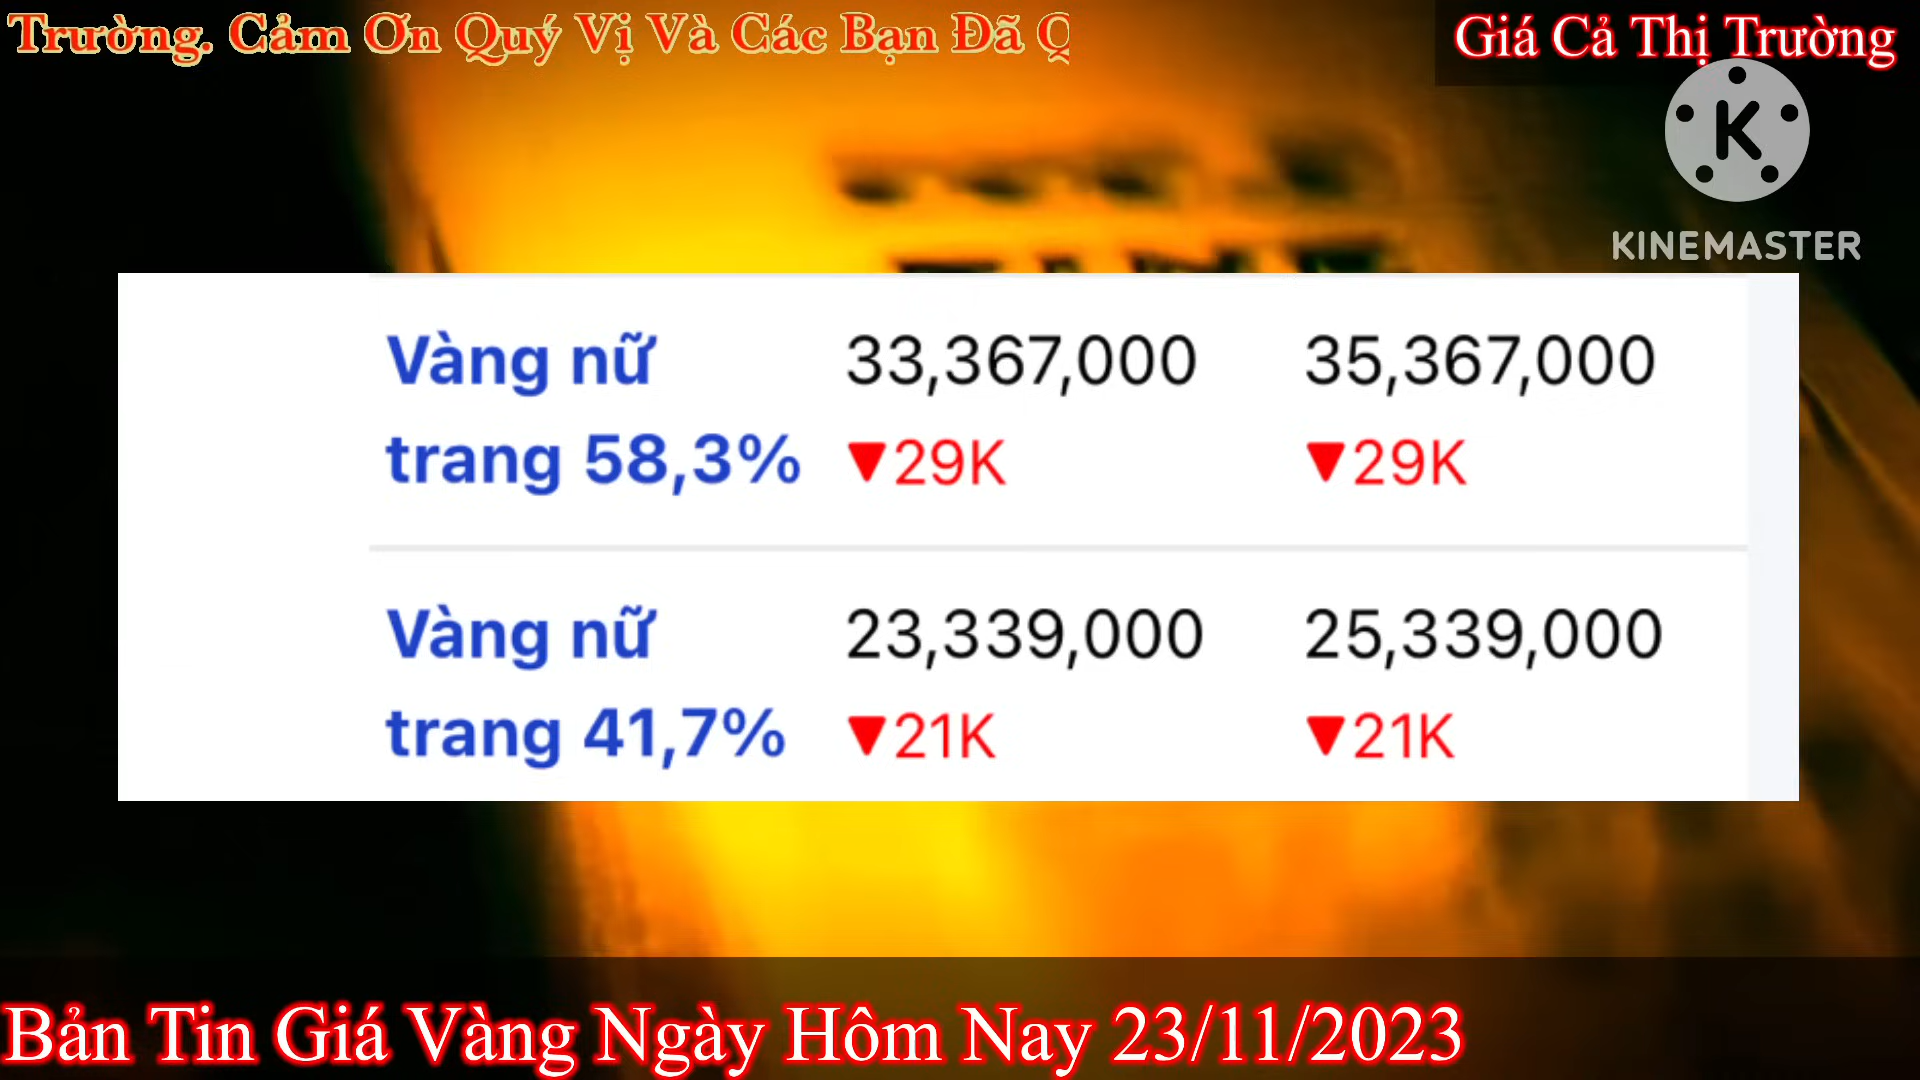 Trường. Cảm Ơn Quý Vị Và Các Bạn Đã Q
Giá Cả Thị Trường
KINEMASTER
Vàng nữ 33,367,000 35,367,000
trang 58,3% ▼29K ▼29K
Vàng nữ 23,339,000 25,339,000
trang 41,7% ▼21K ▼21K
Bản Tin Giá Vàng Ngày Hôm Nay 23/11/2023